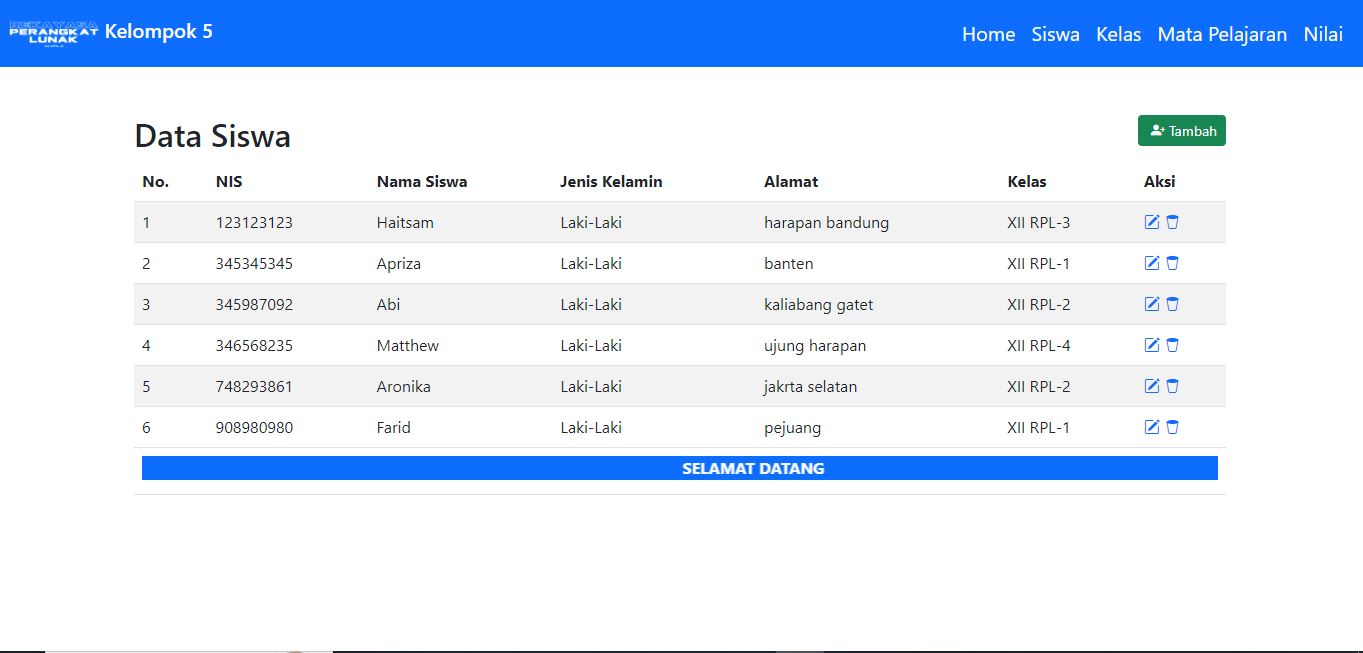 REKAYASA
PERANGKAT
LUNAK
Kelompok 5
Home Siswa Kelas Mata Pelajaran Nilai
Data Siswa
Tambah
No. NIS Nama Siswa Jenis Kelamin Alamat Kelas Aksi
1 123123123 Haitsam Laki-Laki harapan bandung XII RPL-3
2 345345345 Apriza Laki-Laki banten XII RPL-1
3 345987092 Abi Laki-Laki kaliabang gatet XII RPL-2
4 346568235 Matthew Laki-Laki ujung harapan XII RPL-4
5 748293861 Aronika Laki-Laki jakrta selatan XII RPL-2
6 908980980 Farid Laki-Laki pejuang XII RPL-1
SELAMAT DATANG